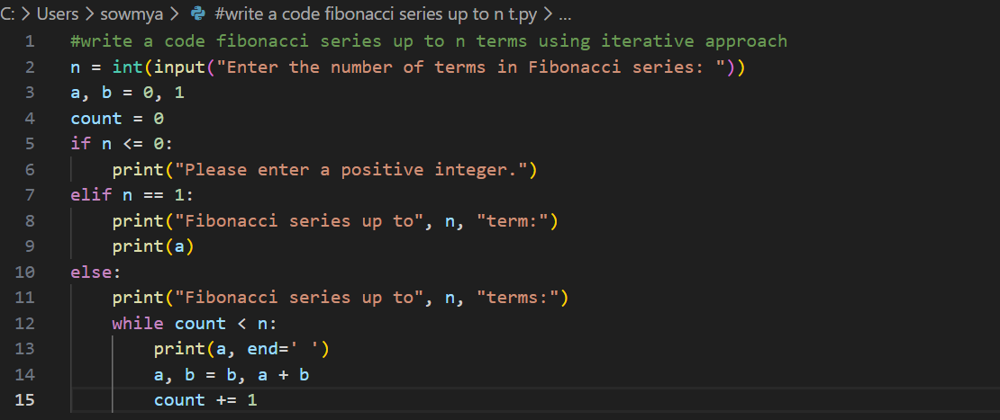 C: > Users > sowmya > #write a code fibonacci series up to n t.py > ...
1 #write a code fibonacci series up to n terms using iterative approach
2 n = int(input("Enter the number of terms in Fibonacci series: "))
3 a, b = 0, 1
4 count = 0
5 if n <= 0:
6     print("Please enter a positive integer.")
7 elif n == 1:
8     print("Fibonacci series up to", n, "term:")
9     print(a)
10 else:
11     print("Fibonacci series up to", n, "terms:")
12     while count < n:
13         print(a, end=' ')
14         a, b = b, a + b
15         count += 1